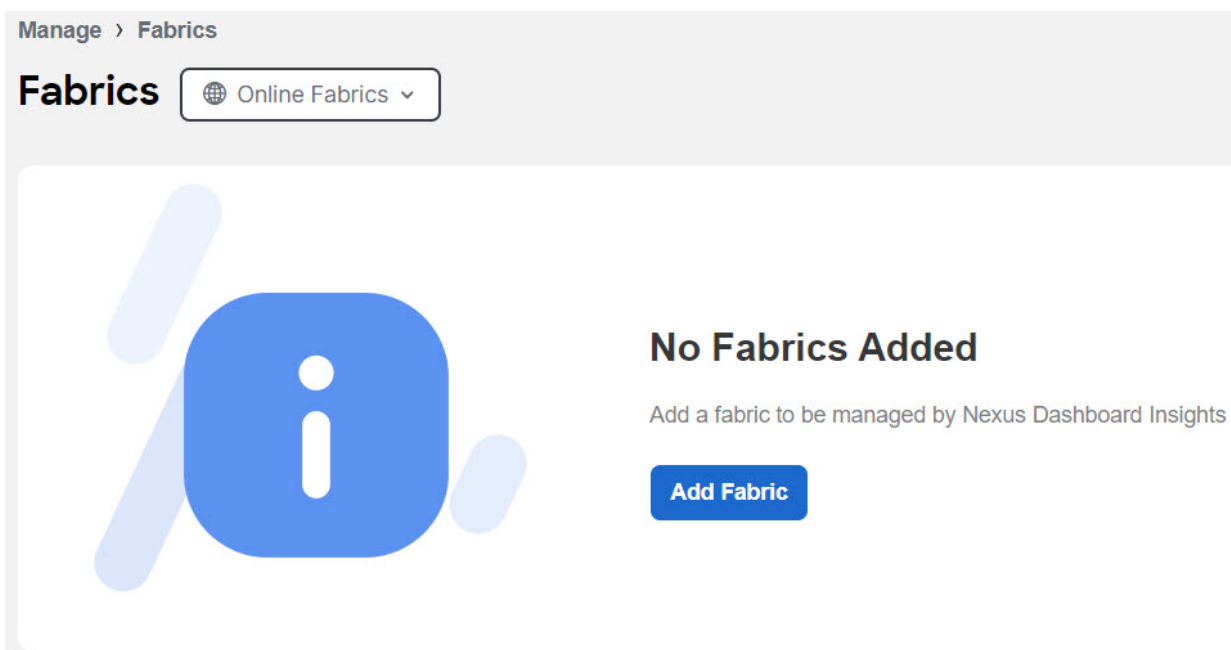 Manage > Fabrics
Fabrics Online Fabrics
No Fabrics Added
Add a fabric to be managed by Nexus Dashboard Insights
Add Fabric